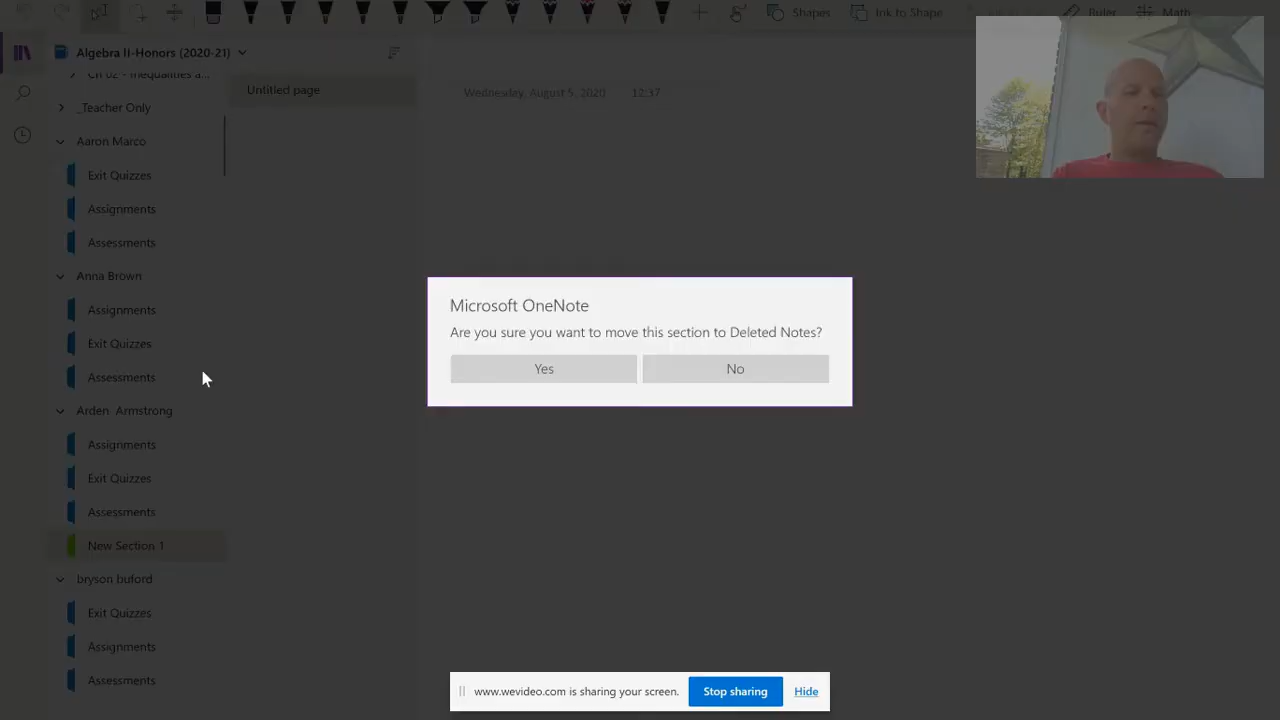 Shapes
Ink to Shape
Ruler
Math
Algebra II-Honors (2020-21)
Ch 02 - Inequalities a...
_Teacher Only
Aaron Marco
Exit Quizzes
Assignments
Assessments
Anna Brown
Assignments
Exit Quizzes
Assessments
Arden Armstrong
Assignments
Exit Quizzes
Assessments
New Section 1
bryson buford
Exit Quizzes
Assignments
Assessments
Untitled page
Wednesday, August 5, 2020 12:37
Microsoft OneNote
Are you sure you want to move this section to Deleted Notes?
Yes No
www.wevideo.com is sharing your screen. Stop sharing Hide